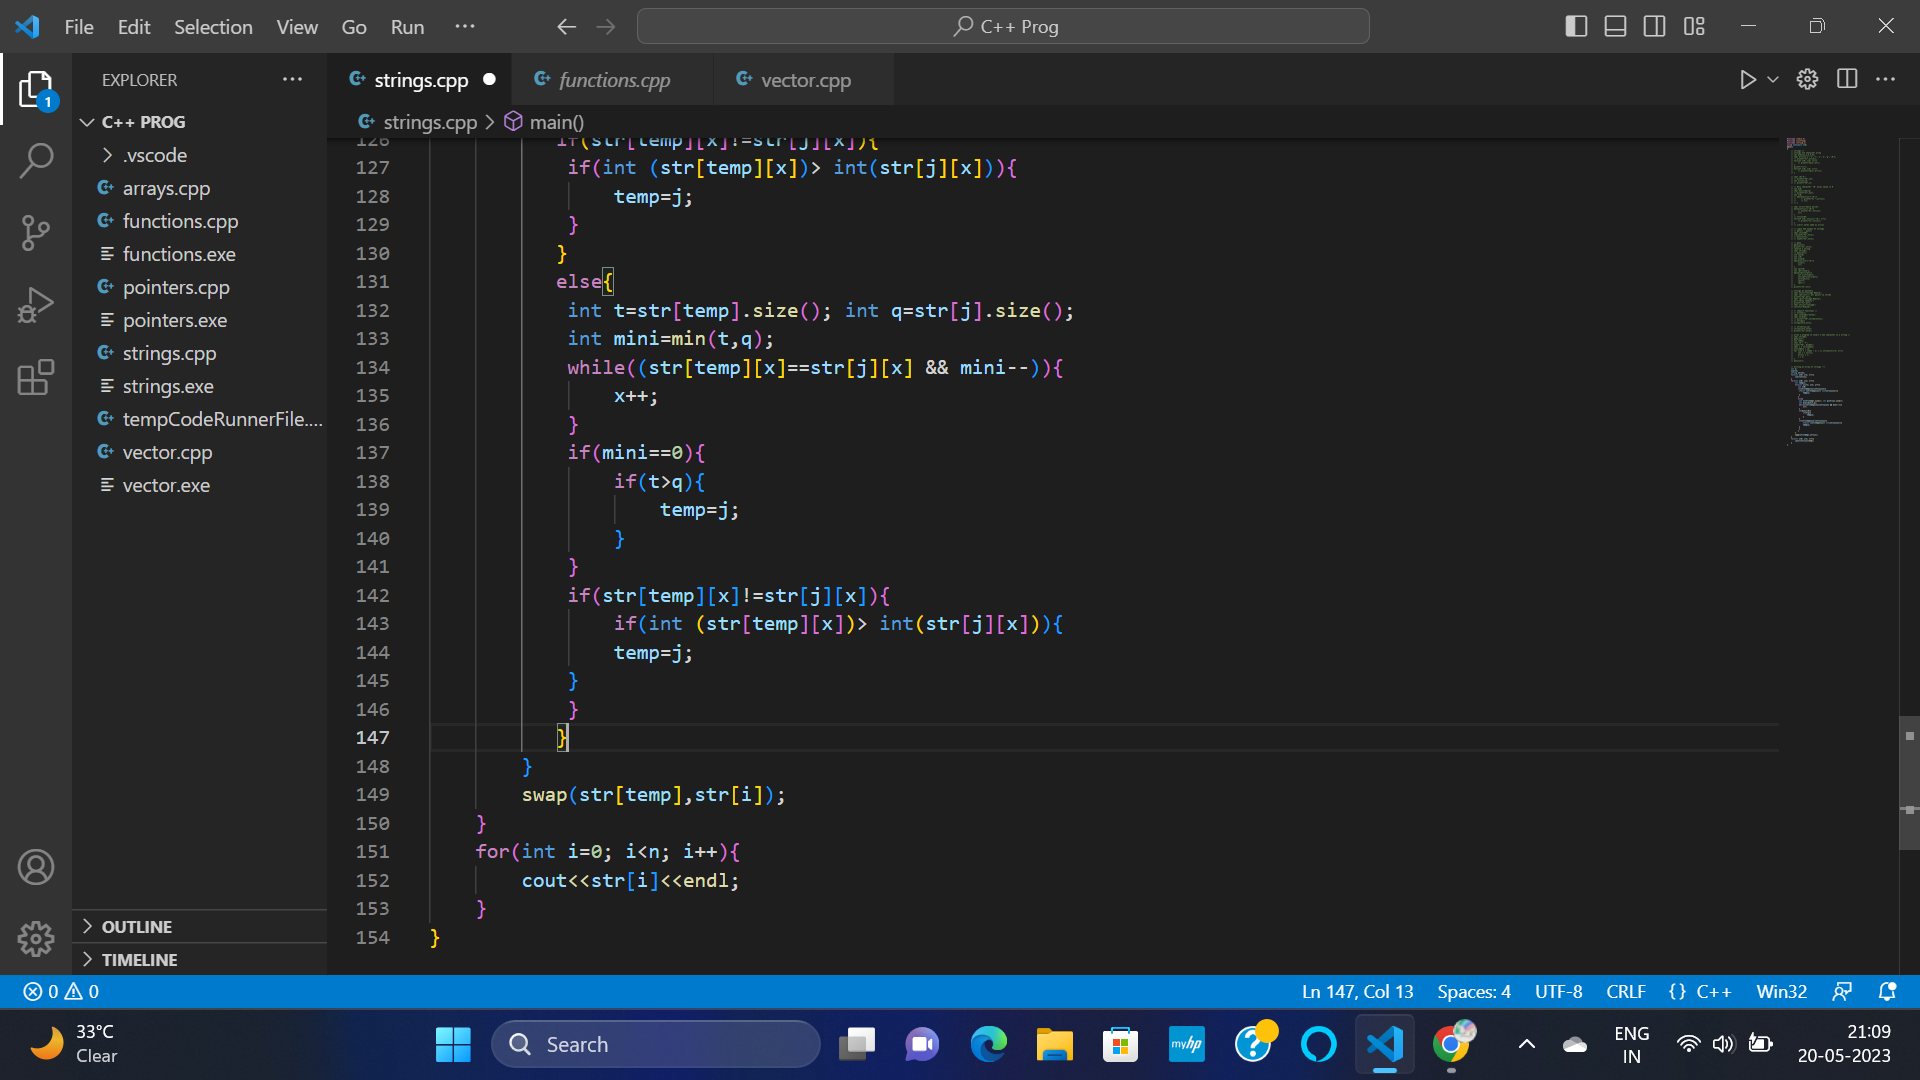 File Edit Selection View Go Run ···
C++ Prog
EXPLORER
1
C++ PROG
.vscode
arrays.cpp
functions.cpp
functions.exe
pointers.cpp
pointers.exe
strings.cpp
strings.exe
tempCodeRunnerFile....
vector.cpp
vector.exe
OUTLINE
TIMELINE
strings.cpp functions.cpp vector.cpp
strings.cpp > main()
126 if(str[temp][x]!=str[j][x]){
127 if(int (str[temp][x])> int(str[j][x])){
128 temp=j;
129 }
130 }
131 else{
132 int t=str[temp].size(); int q=str[j].size();
133 int mini=min(t,q);
134 while((str[temp][x]==str[j][x] && mini--)){
135 x++;
136 }
137 if(mini==0){
138 if(t>q){
139 temp=j;
140 }
141 }
142 if(str[temp][x]!=str[j][x]){
143 if(int (str[temp][x])> int(str[j][x])){
144 temp=j;
145 }
146 }
147 }
148 }
149 swap(str[temp],str[i]);
150 }
151 for(int i=0; i<n; i++){
152 cout<<str[i]<<endl;
153 }
154 }
0 0
Ln 147, Col 13 Spaces: 4 UTF-8 CRLF {} C++ Win32
33°C
Clear
Search
myhp
ENG
IN
21:09
20-05-2023